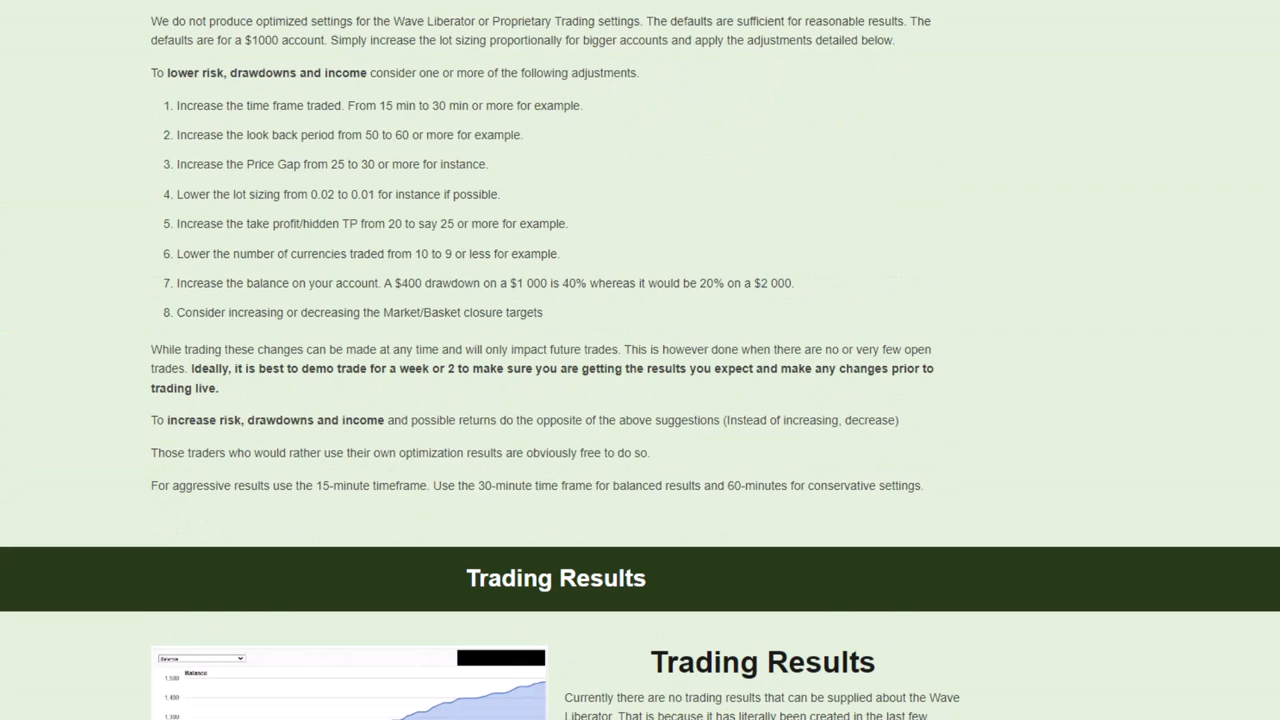 We do not produce optimized settings for the Wave Liberator or Proprietary Trading settings. The defaults are sufficient for reasonable results. The
defaults are for a $1000 account. Simply increase the lot sizing proportionally for bigger accounts and apply the adjustments detailed below.
To lower risk, drawdowns and income consider one or more of the following adjustments.
1. Increase the time frame traded. From 15 min to 30 min or more for example.
2. Increase the look back period from 50 to 60 or more for example.
3. Increase the Price Gap from 25 to 30 or more for instance.
4. Lower the lot sizing from 0.02 to 0.01 for instance if possible.
5. Increase the take profit/hidden TP from 20 to say 25 or more for example.
6. Lower the number of currencies traded from 10 to 9 or less for example.
7. Increase the balance on your account. A $400 drawdown on a $1 000 is 40% whereas it would be 20% on a $2 000.
8. Consider increasing or decreasing the Market/Basket closure targets
While trading these changes can be made at any time and will only impact future trades. This is however done when there are no or very few open
trades. Ideally, it is best to demo trade for a week or 2 to make sure you are getting the results you expect and make any changes prior to
trading live.
To increase risk, drawdowns and income and possible returns do the opposite of the above suggestions (Instead of increasing, decrease)
Those traders who would rather use their own optimization results are obviously free to do so.
For aggressive results use the 15-minute timeframe. Use the 30-minute time frame for balanced results and 60-minutes for conservative settings.
Trading Results
Balance
Balance
1,500
1,400
1,300
Trading Results
Currently there are no trading results that can be supplied about the Wave
Liberator. That is because it has literally been created in the last few